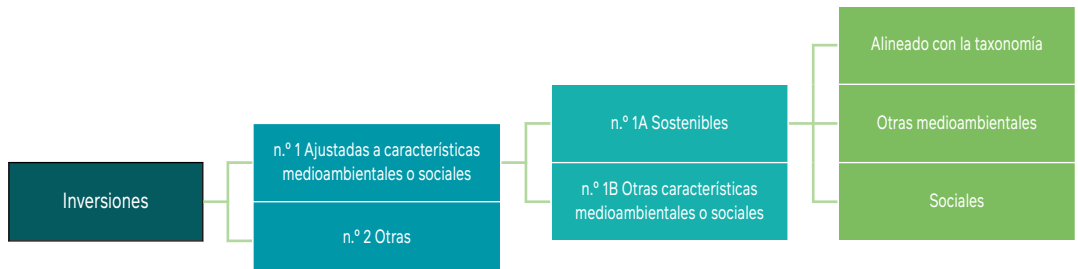 Inversiones
n.º 1 Ajustadas a características
medioambientales o sociales
n.º 2 Otras
n.º 1A Sostenibles
n.º 1B Otras características
medioambientales o sociales
Alineado con la taxonomía
Otras medioambientales
Sociales